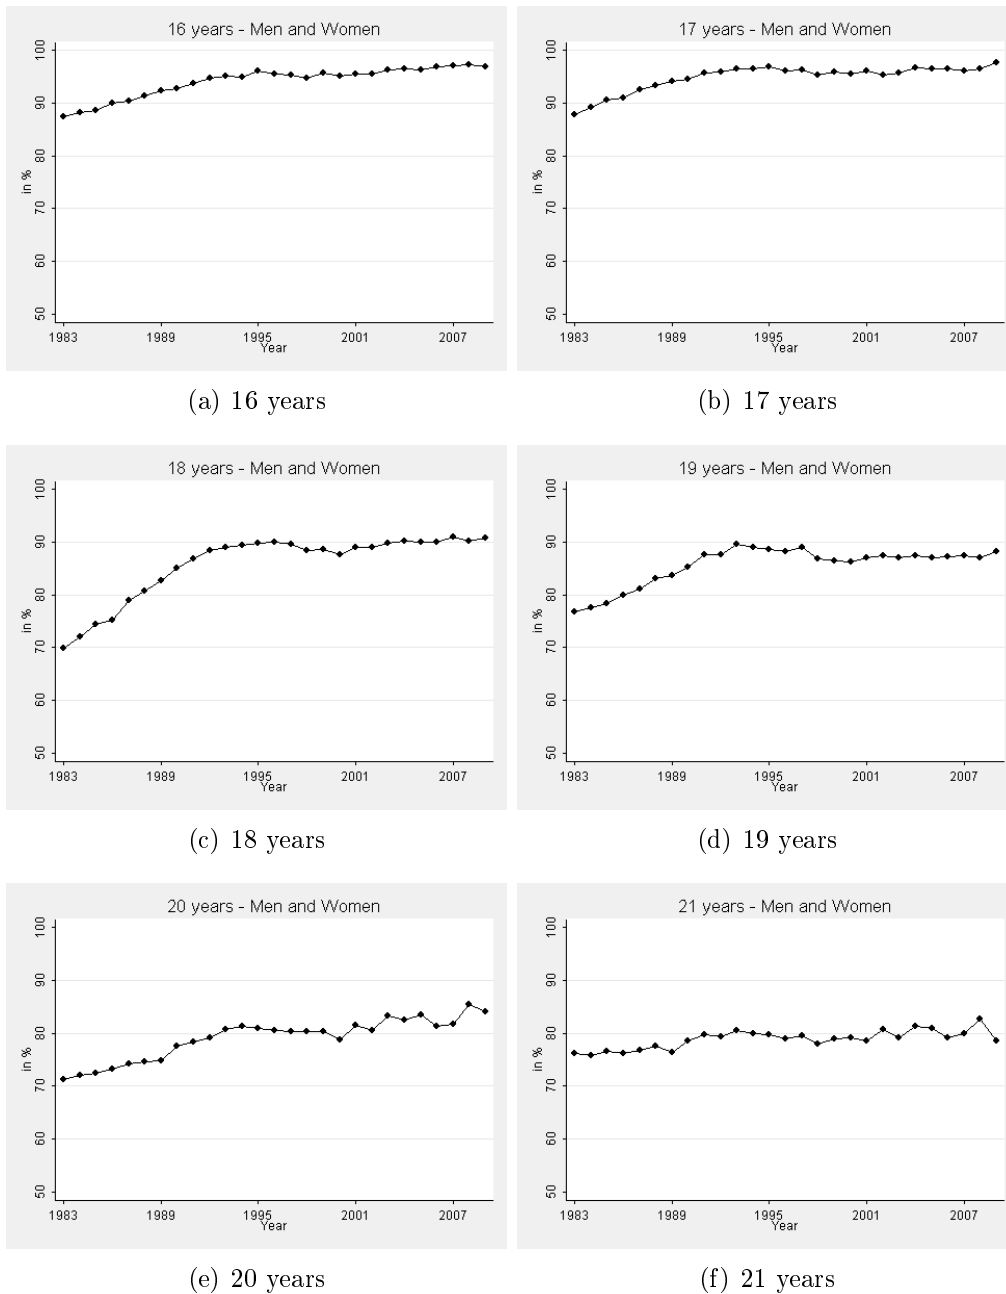 16 years - Men and Women
in %
100
90
80
70
60
50
1983 1989 1995 2001 2007
Year
(a) 16 years
17 years - Men and Women
in %
100
90
80
70
60
50
1983 1989 1995 2001 2007
Year
(b) 17 years
18 years - Men and Women
in %
100
90
80
70
60
50
1983 1989 1995 2001 2007
Year
(c) 18 years
19 years - Men and Women
in %
100
90
80
70
60
50
1983 1989 1995 2001 2007
Year
(d) 19 years
20 years - Men and Women
in %
100
90
80
70
60
50
1983 1989 1995 2001 2007
Year
(e) 20 years
21 years - Men and Women
in %
100
90
80
70
60
50
1983 1989 1995 2001 2007
Year
(f) 21 years